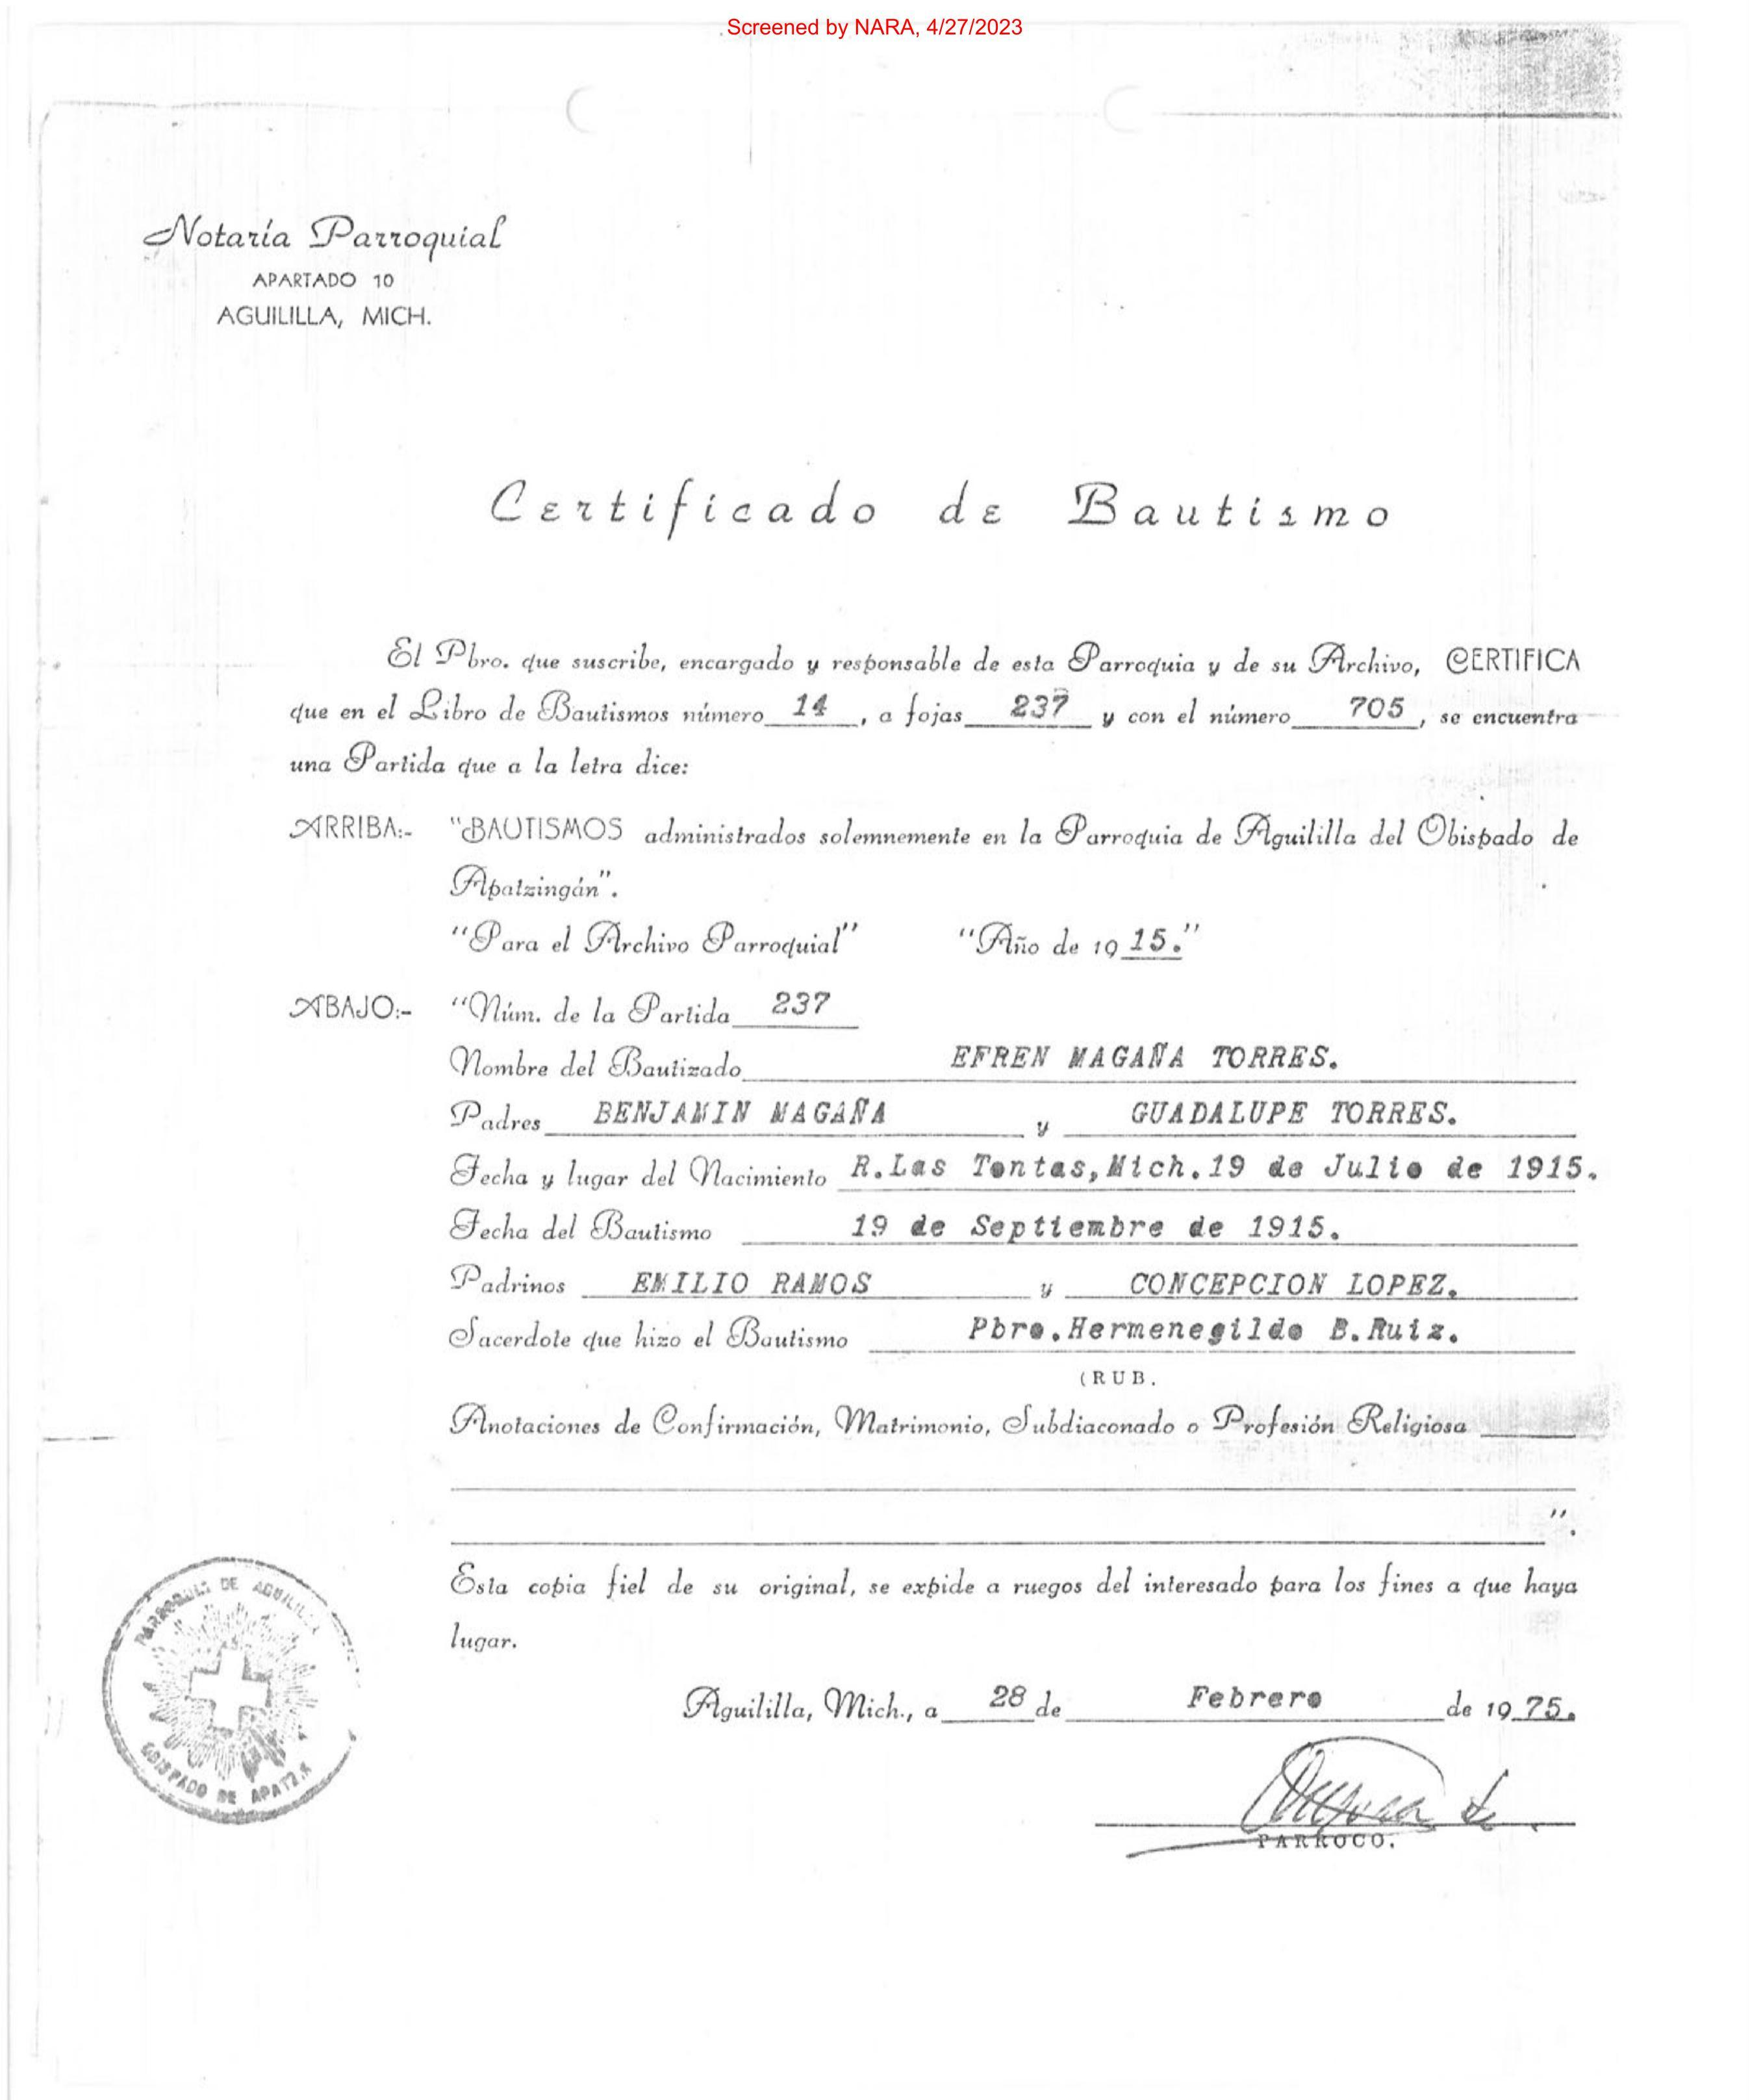 Screened by NARA, 4/27/2023
Notaría Parroquial
APARTADO 10
AGUILILLA, MICH.
Certificado de Bautismo
El Pbro. que suscribe, encargado y responsable de esta Parroquia y de su Archivo, CERTIFICA
que en el Libro de Bautismos número 14, a fojas 237 y con el número 705, se encuentra
una Partida que a la letra dice:
ARRIBA:- "BAUTISMOS administrados solemnemente en la Parroquia de Aguililla del Obispado de
Apatzingán".
"Para el Archivo Parroquial" "Año de 1915."
ABAJO:- "Núm. de la Partida 237
Nombre del Bautizado EFREN MAGAÑA TORRES.
Padres BENJAMIN MAGAÑA y GUADALUPE TORRES.
Fecha y lugar del Nacimiento R.Las Tontas,Mich.19 de Julio de 1915.
Fecha del Bautismo 19 de Septiembre de 1915.
Padrinos EMILIO RAMOS y CONCEPCION LOPEZ.
Sacerdote que hizo el Bautismo Pbro.Hermenegildo B.Ruiz.
(RUB.
Anotaciones de Confirmación, Matrimonio, Subdiaconado o Profesión Religiosa
".
Esta copia fiel de su original, se expide a ruegos del interesado para los fines a que haya
lugar.
PARROQUIA DE AGUILILLA
OBISPADO DE APATZ.
Aguililla, Mich., a 28 de Febrero de 1975.
PARROCO.